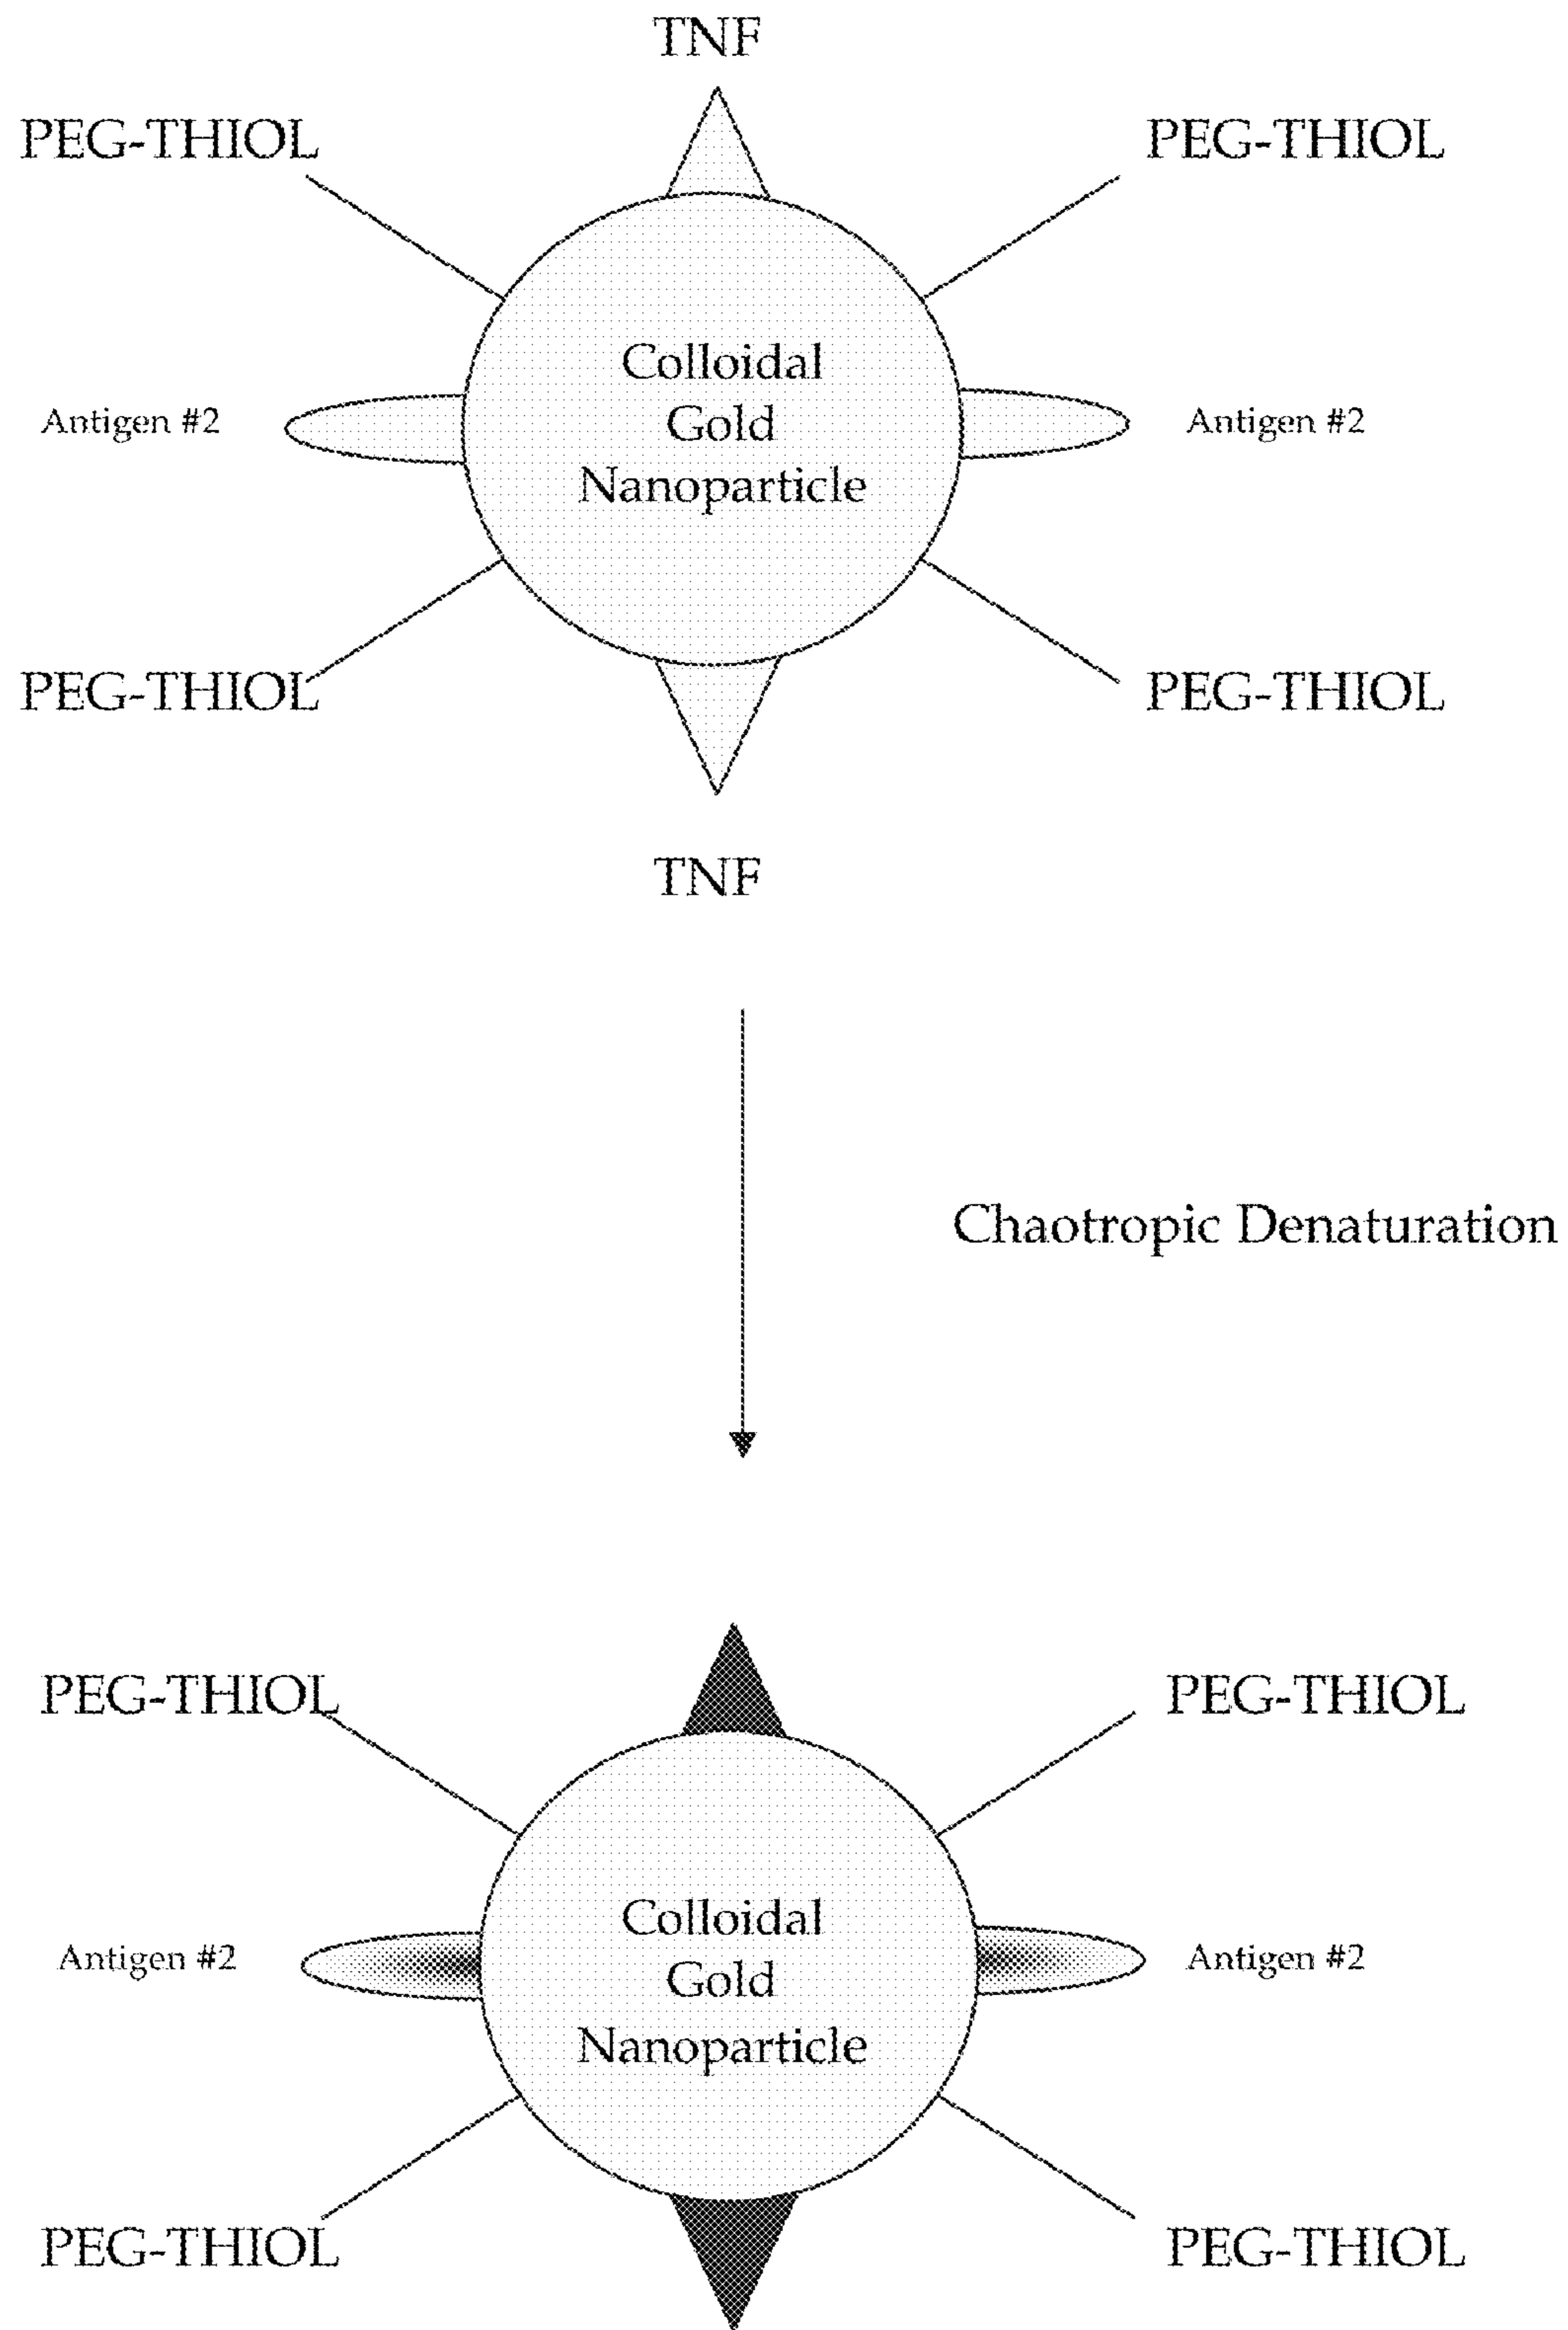 TNF
PEG-THIOL
PEG-THIOL
Colloidal
Gold
Nanoparticle
Antigen #2
Antigen #2
PEG-THIOL
PEG-THIOL
TNF
Chaotropic Denaturation
PEG-THIOL
PEG-THIOL
Colloidal
Gold
Nanoparticle
Antigen #2
Antigen #2
PEG-THIOL
PEG-THIOL